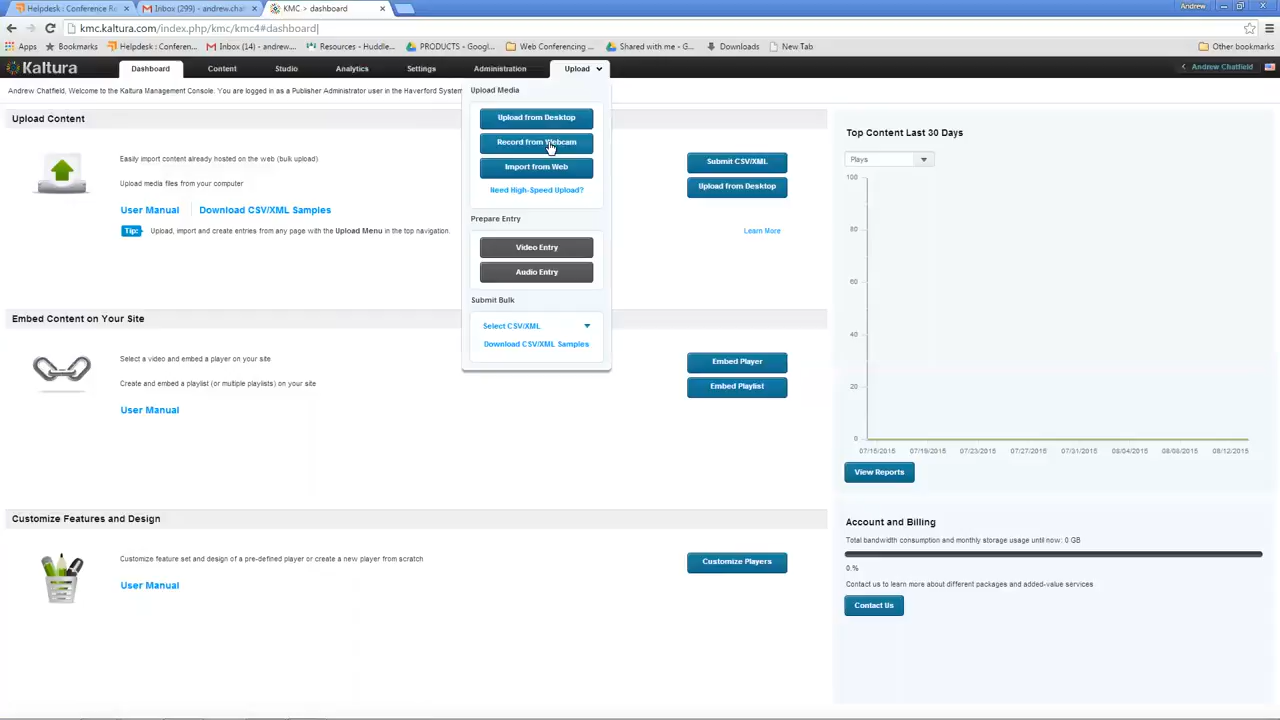 Helpdesk : Conference Re
Inbox (299) - andrew.chat
KMC > dashboard
Andrew
kmc.kaltura.com/index.php/kmc/kmc4#dashboard
Apps
Bookmarks
Helpdesk : Conferen...
Inbox (14) - andrew....
Resources - Huddle...
PRODUCTS - Googl...
Web Conferencing ...
Shared with me - G...
Downloads
New Tab
Other bookmarks
Kaltura
Dashboard
Content
Studio
Analytics
Settings
Administration
Upload
Andrew Chatfield
Andrew Chatfield, Welcome to the Kaltura Management Console. You are logged in as a Publisher Administrator user in the Haverford System
Upload Content
Easily import content already hosted on the web (bulk upload)
Submit CSV/XML
Upload media files from your computer
Upload from Desktop
User Manual
Download CSV/XML Samples
Tip:
Upload, import and create entries from any page with the Upload Menu in the top navigation.
Learn More
Upload Media
Upload from Desktop
Record from Webcam
Import from Web
Need High-Speed Upload?
Prepare Entry
Video Entry
Audio Entry
Submit Bulk
Select CSV/XML
Download CSV/XML Samples
Embed Content on Your Site
Select a video and embed a player on your site
Embed Player
Create and embed a playlist (or multiple playlists) on your site
Embed Playlist
User Manual
Customize Features and Design
Customize feature set and design of a pre-defined player or create a new player from scratch
Customize Players
User Manual
Top Content Last 30 Days
Plays
100
80
60
40
20
0
07/15/2015
07/19/2015
07/23/2015
07/27/2015
07/31/2015
08/04/2015
08/08/2015
08/12/2015
View Reports
Account and Billing
Total bandwidth consumption and monthly storage usage until now: 0 GB
0.%
Contact us to learn more about different packages and added-value services
Contact Us